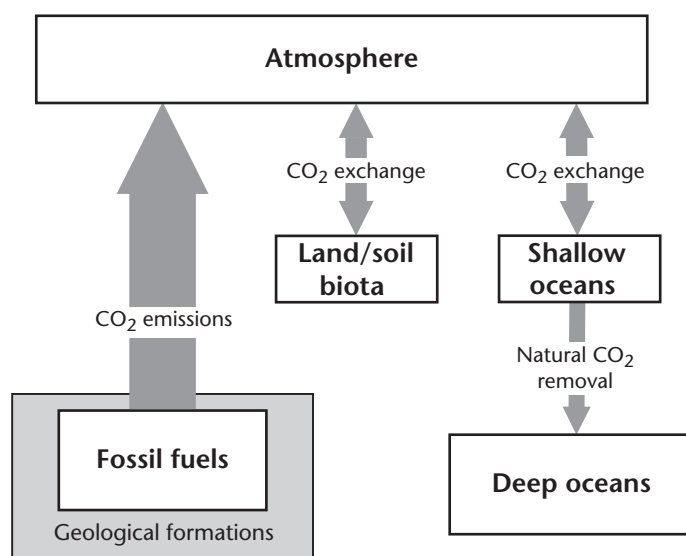 Atmosphere
CO₂ exchange
CO₂ exchange
Land/soil
biota
Shallow
oceans
CO₂ emissions
Natural CO₂
removal
Fossil fuels
Deep oceans
Geological formations